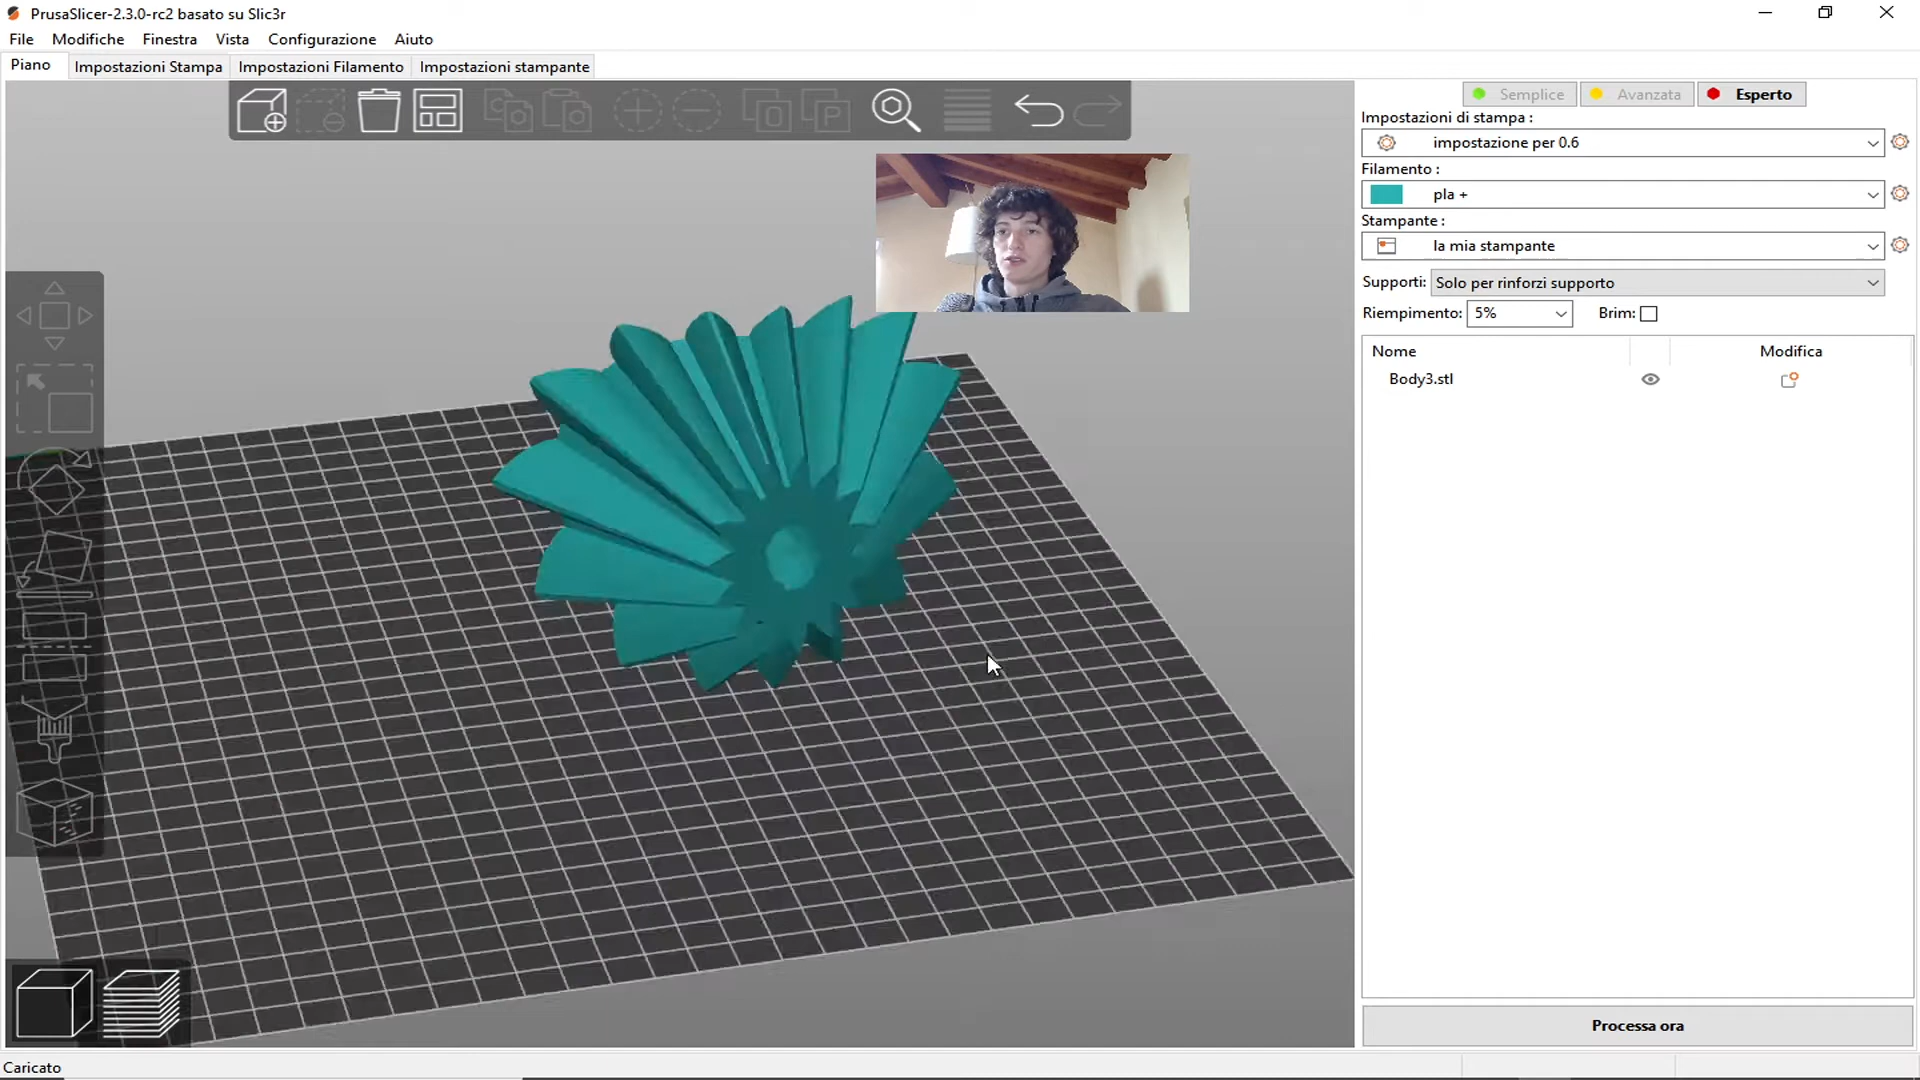 PrusaSlicer-2.3.0-rc2 basato su Slic3r
File Modifiche Finestra Vista Configurazione Aiuto
Piano Impostazioni Stampa Impostazioni Filamento Impostazioni stampante
Semplice Avanzata Esperto
Impostazioni di stampa :
impostazione per 0.6
Filamento :
pla +
Stampante :
la mia stampante
Supporti: Solo per rinforzi supporto
Riempimento: 5% Brim:
Nome Modifica
Body3.stl
Processa ora
Caricato